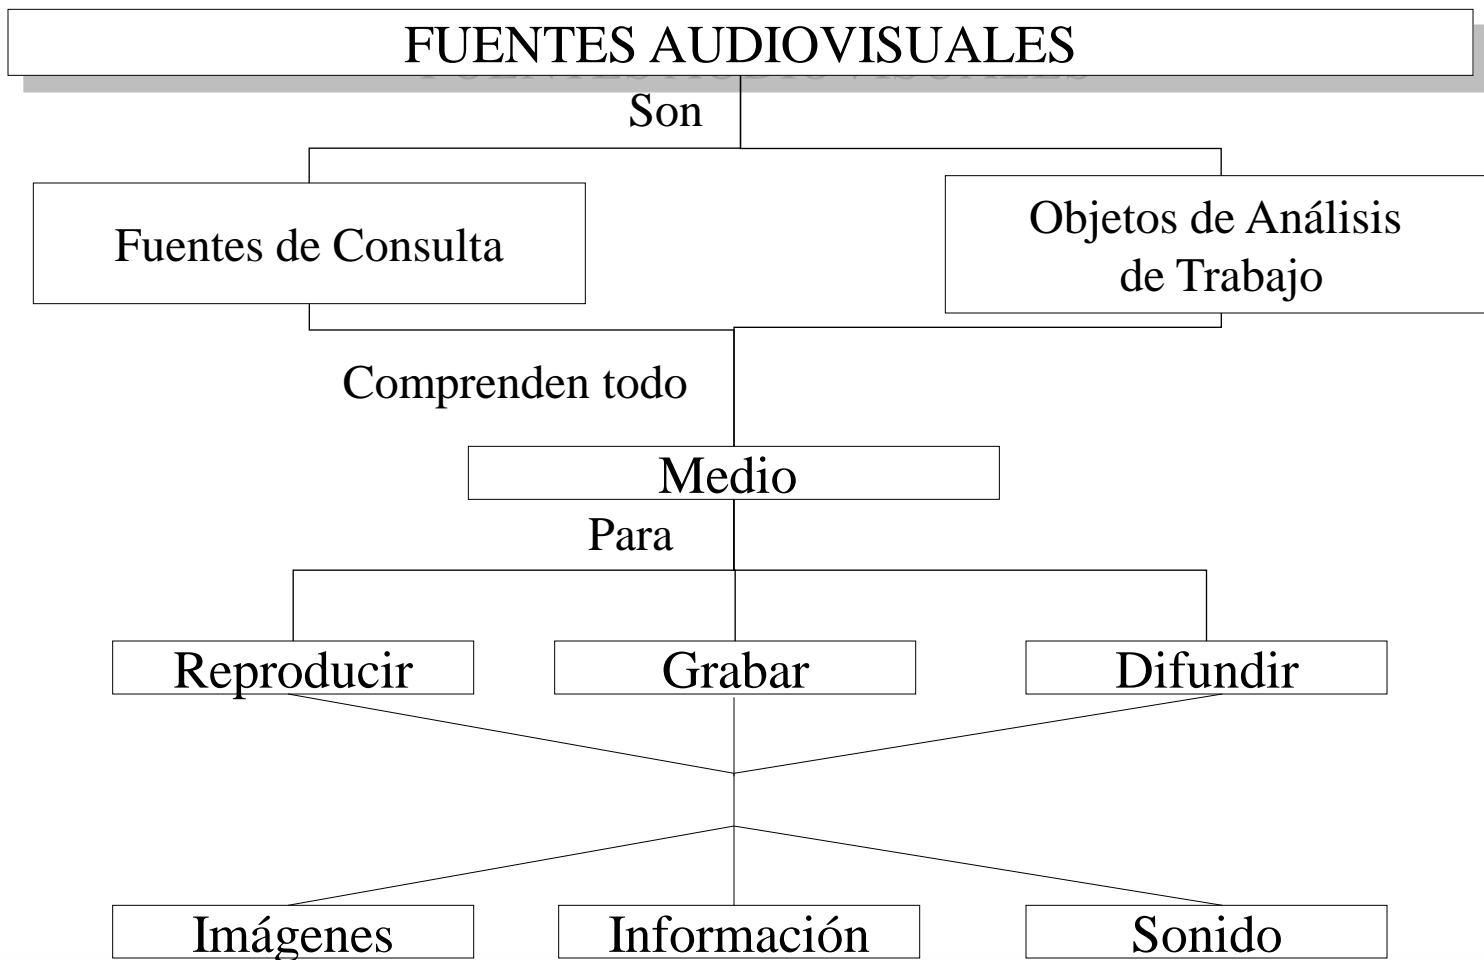 FUENTES AUDIOVISUALES
Son
Fuentes de Consulta
Objetos de Análisis
de Trabajo
Comprenden todo
Medio
Para
Reproducir
Grabar
Difundir
Imágenes
Información
Sonido